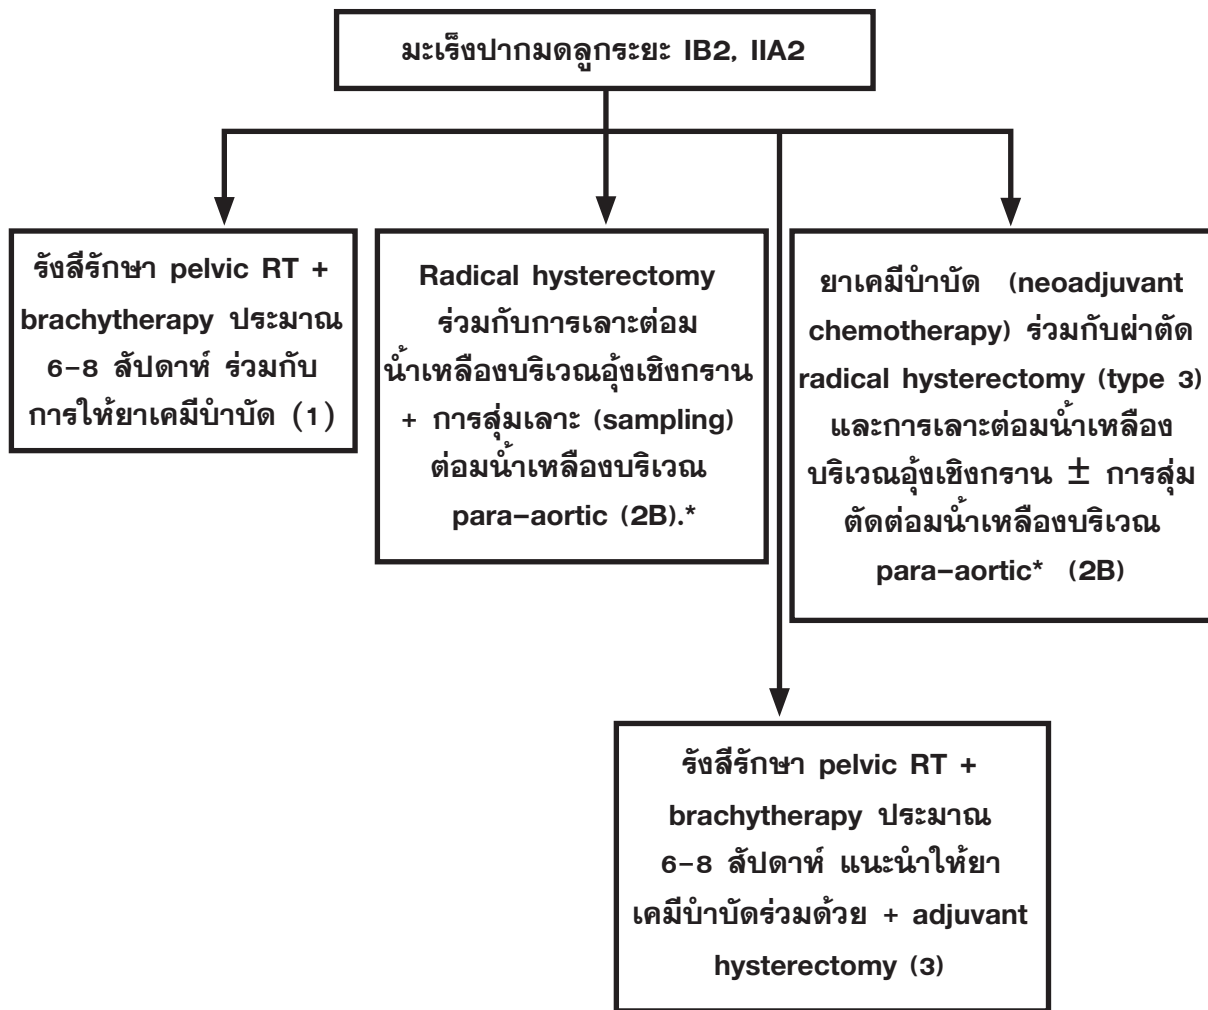 มะเร็งปากมดลูกระยะ IB2, IIA2
รังสีรักษา pelvic RT +
brachytherapy ประมาณ
6-8 สัปดาห์ ร่วมกับ
การให้ยาเคมีบำบัด (1)
Radical hysterectomy
ร่วมกับการเลาะต่อม
น้ำเหลืองบริเวณอุ้งเชิงกราน
+ การสุ่มเลาะ (sampling)
ต่อมน้ำเหลืองบริเวณ
para-aortic (2B).*
ยาเคมีบำบัด (neoadjuvant
chemotherapy) ร่วมกับผ่าตัด
radical hysterectomy (type 3)
และการเลาะต่อมน้ำเหลือง
บริเวณอุ้งเชิงกราน ± การสุ่ม
ตัดต่อมน้ำเหลืองบริเวณ
para-aortic* (2B)
รังสีรักษา pelvic RT +
brachytherapy ประมาณ
6-8 สัปดาห์ แนะนำให้ยา
เคมีบำบัดร่วมด้วย + adjuvant
hysterectomy (3)